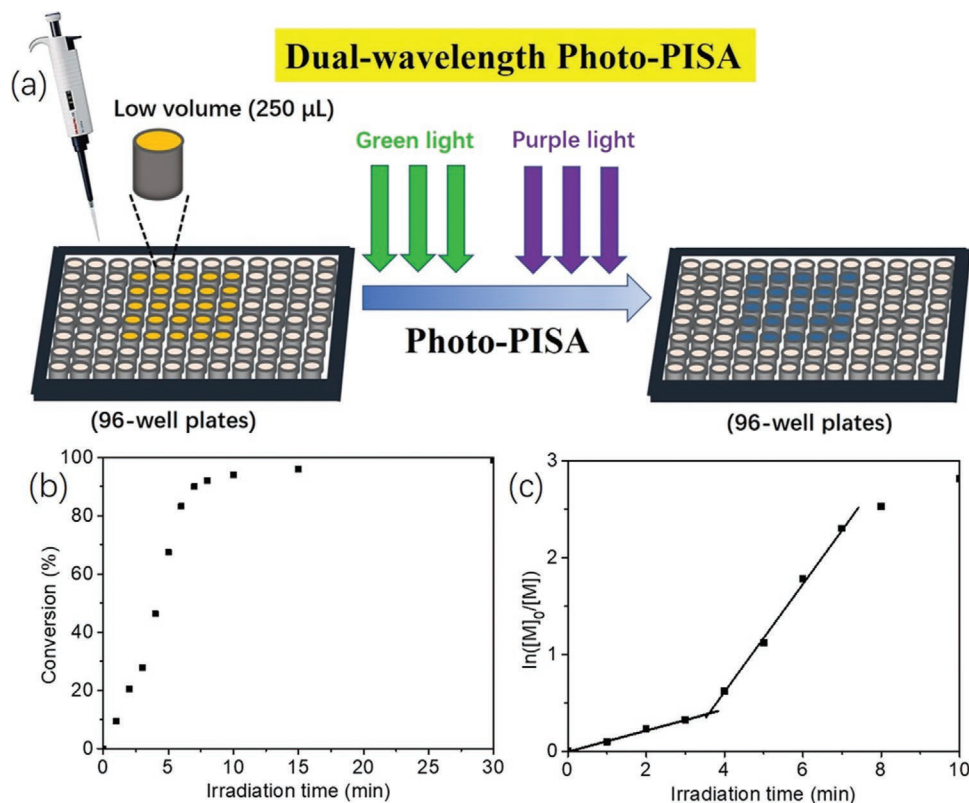 Dual-wavelength Photo-PISA
(a)
Low volume (250 μL)
Green light
Purple light
Photo-PISA
(96-well plates)
(96-well plates)
(b)
100
80
60
40
20
0
Conversion (%)
0 5 10 15 20 25 30
Irradiation time (min)
(c)
3
2
1
0
ln([M]0/[M])
0 2 4 6 8 10
Irradiation time (min)